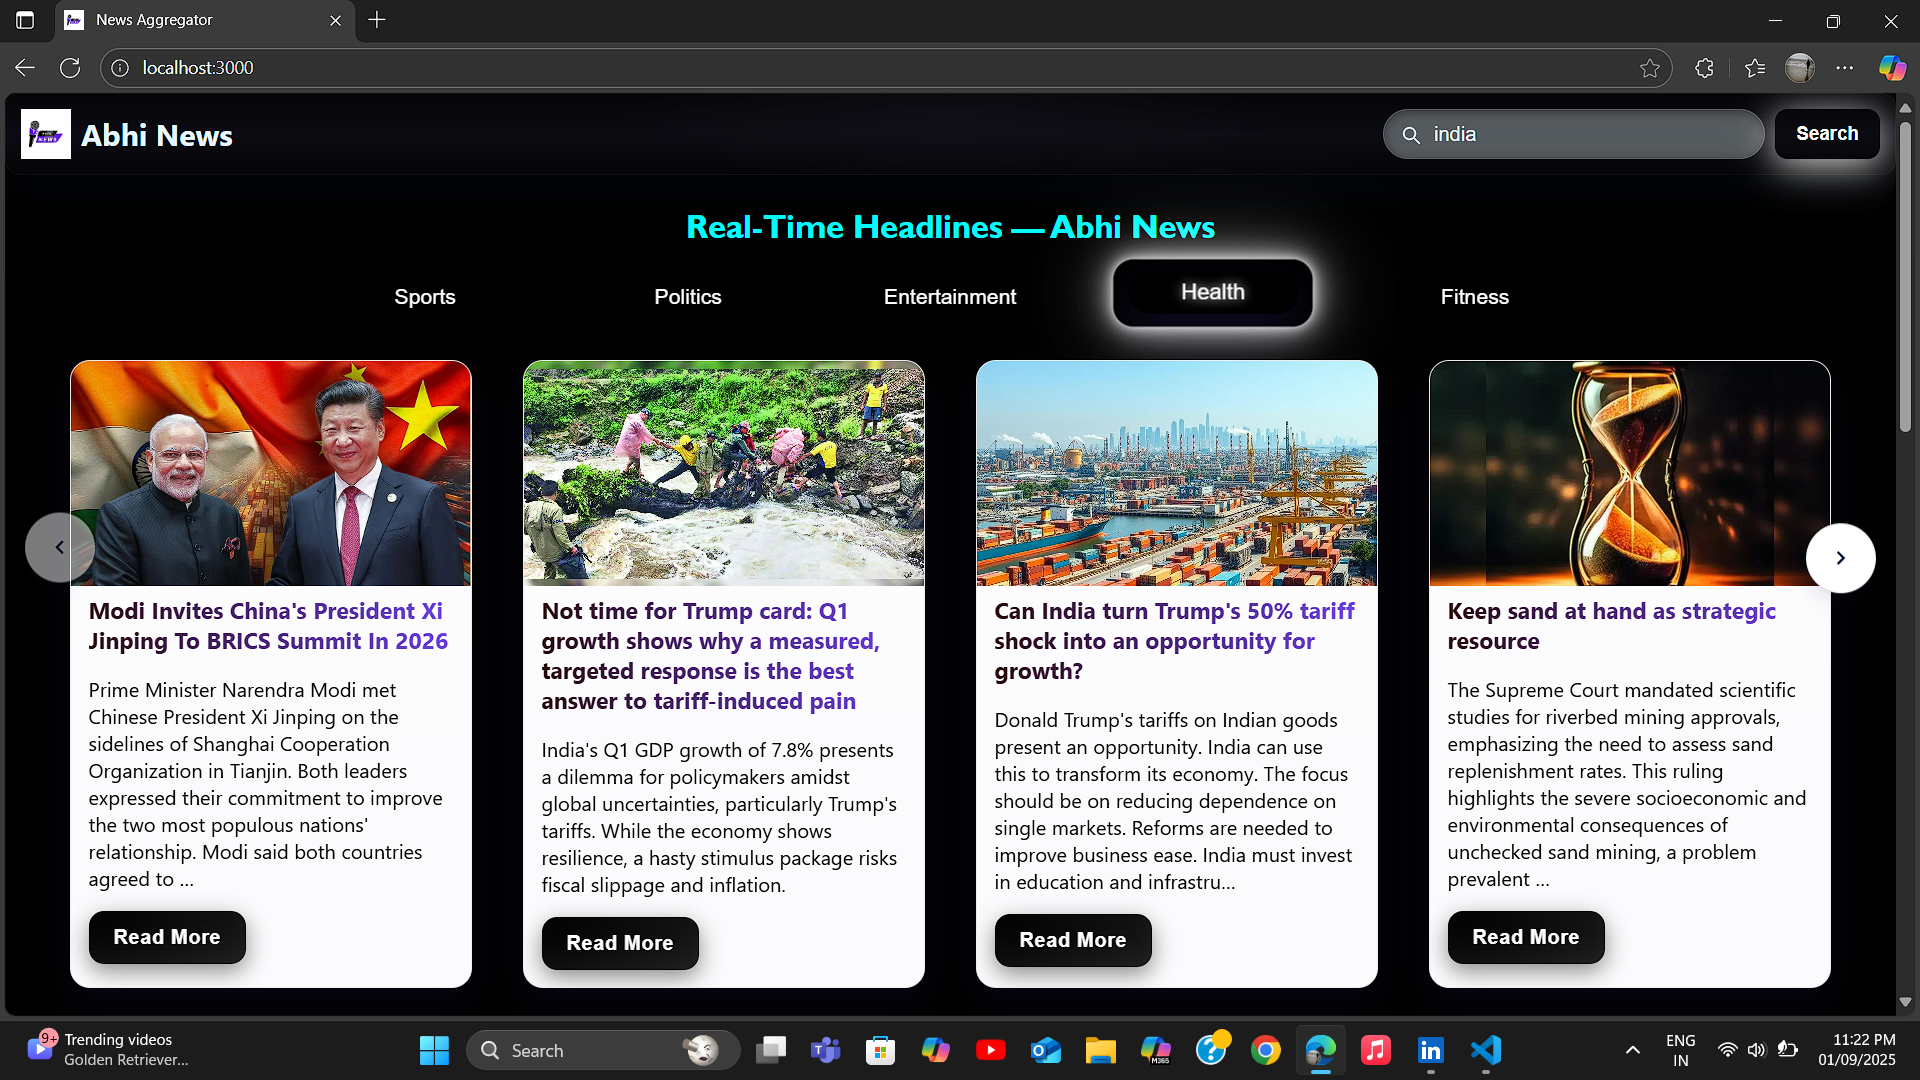 News Aggregator
localhost:3000
NEWS
Abhi News
india
Search
Real-Time Headlines — Abhi News
Sports
Politics
Entertainment
Health
Fitness
Modi Invites China's President Xi
Jinping To BRICS Summit In 2026
Prime Minister Narendra Modi met
Chinese President Xi Jinping on the
sidelines of Shanghai Cooperation
Organization in Tianjin. Both leaders
expressed their commitment to improve
the two most populous nations'
relationship. Modi said both countries
agreed to ...
Read More
Not time for Trump card: Q1
growth shows why a measured,
targeted response is the best
answer to tariff-induced pain
India's Q1 GDP growth of 7.8% presents
a dilemma for policymakers amidst
global uncertainties, particularly Trump's
tariffs. While the economy shows
resilience, a hasty stimulus package risks
fiscal slippage and inflation.
Read More
Can India turn Trump's 50% tariff
shock into an opportunity for
growth?
Donald Trump's tariffs on Indian goods
present an opportunity. India can use
this to transform its economy. The focus
should be on reducing dependence on
single markets. Reforms are needed to
improve business ease. India must invest
in education and infrastru...
Read More
Keep sand at hand as strategic
resource
The Supreme Court mandated scientific
studies for riverbed mining approvals,
emphasizing the need to assess sand
replenishment rates. This ruling
highlights the severe socioeconomic and
environmental consequences of
unchecked sand mining, a problem
prevalent ...
Read More
9+
Trending videos
Golden Retriever...
Search
M365
ENG
IN
11:22 PM
01/09/2025